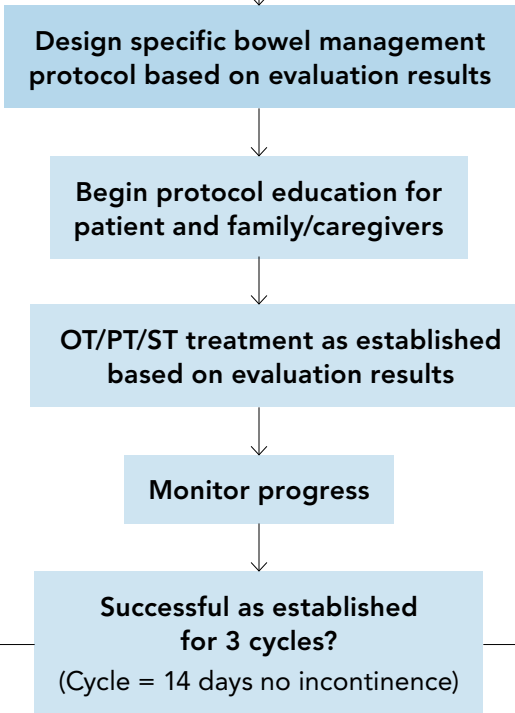 Design specific bowel management
protocol based on evaluation results
Begin protocol education for
patient and family/caregivers
OT/PT/ST treatment as established
based on evaluation results
Monitor progress
Successful as established
for 3 cycles?
(Cycle = 14 days no incontinence)